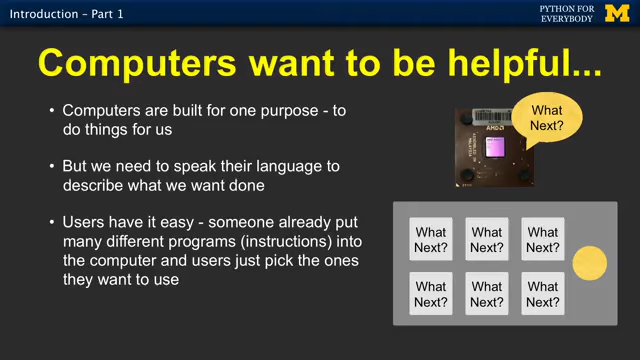 Introduction – Part 1
PYTHON FOR
EVERYBODY
M
Computers want to be helpful...
• Computers are built for one purpose - to
do things for us
• But we need to speak their language to
describe what we want done
• Users have it easy - someone already put
many different programs (instructions) into
the computer and users just pick the ones
they want to use
What
Next?
AMD
What
Next?
What
Next?
What
Next?
What
Next?
What
Next?
What
Next?